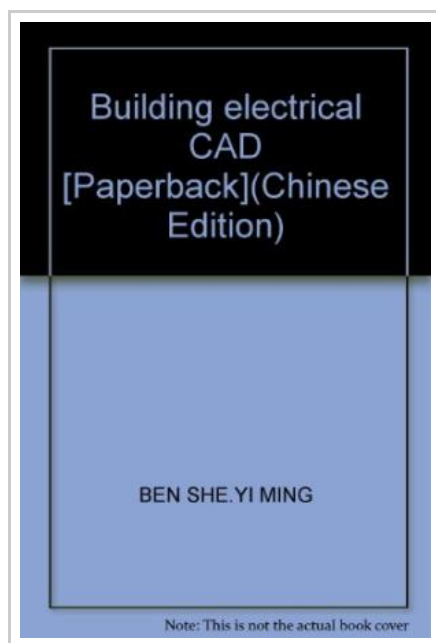 Building electrical
CAD
[Paperback](Chinese
Edition)
BEN SHE.YI MING
Note: This is not the actual book cover